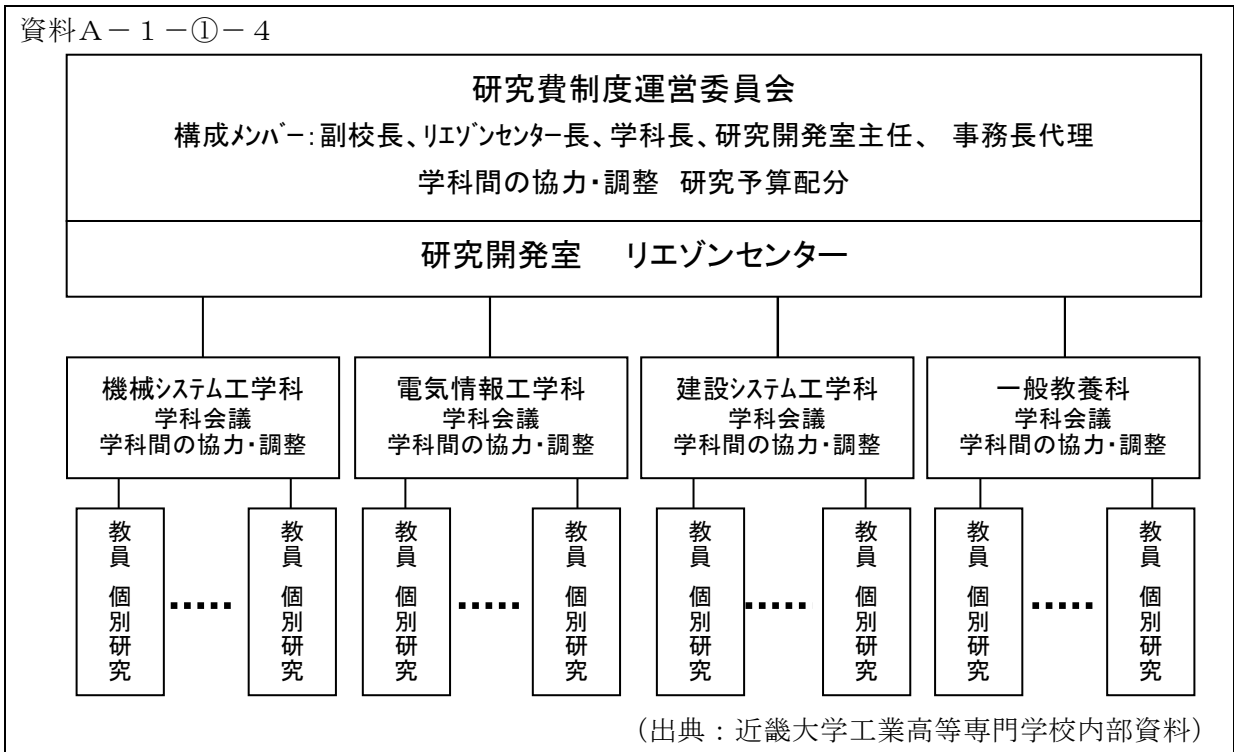 資料A－1－①－4
研究費制度運営委員会
構成メンバー：副校長、リエゾンセンター長、学科長、研究開発室主任、　事務長代理
学科間の協力・調整　研究予算配分
研究開発室　リエゾンセンター
機械システム工学科
学科会議
学科間の協力・調整
電気情報工学科
学科会議
学科間の協力・調整
建設システム工学科
学科会議
学科間の協力・調整
一般教養科
学科会議
学科間の協力・調整
教員　個別研究
・・・・・
教員　個別研究
教員　個別研究
・・・・・
教員　個別研究
教員　個別研究
・・・・・
教員　個別研究
教員　個別研究
・・・・・
教員　個別研究
（出典：近畿大学工業高等専門学校内部資料）